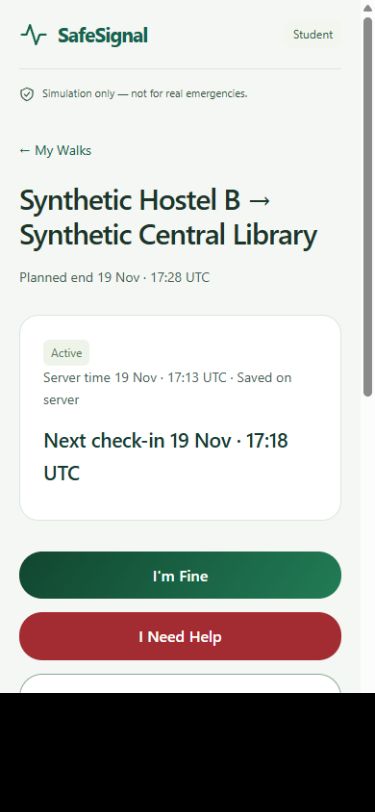 SafeSignal
Student
Simulation only — not for real emergencies.
← My Walks
Synthetic Hostel B →
Synthetic Central Library
Planned end 19 Nov · 17:28 UTC
Active
Server time 19 Nov · 17:13 UTC · Saved on
server
Next check-in 19 Nov · 17:18
UTC
I'm Fine
I Need Help